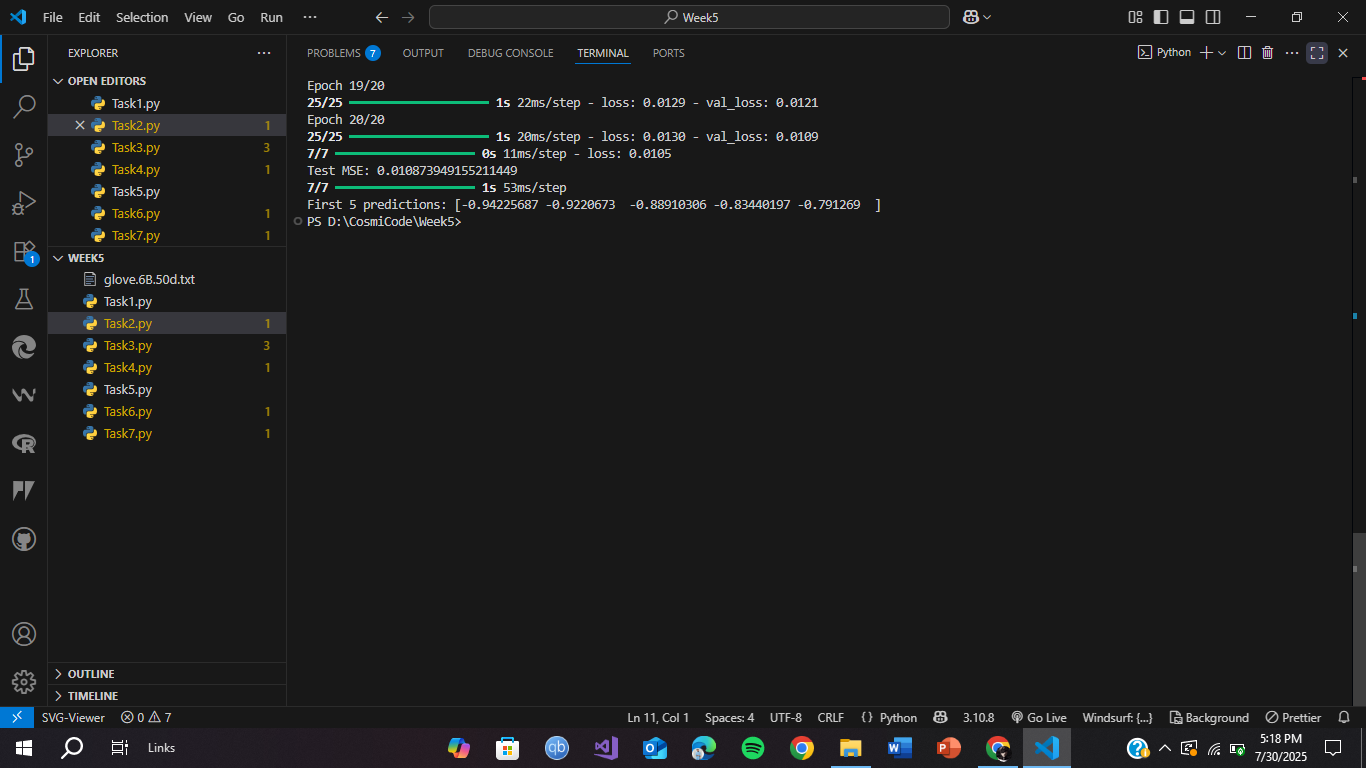 File Edit Selection View Go Run ··· Week5
EXPLORER ···
OPEN EDITORS
Task1.py
Task2.py 1
Task3.py 3
Task4.py 1
Task5.py
Task6.py 1
Task7.py 1
WEEK5
glove.6B.50d.txt
Task1.py
Task2.py 1
Task3.py 3
Task4.py 1
Task5.py
Task6.py 1
Task7.py 1
OUTLINE
TIMELINE
1
PROBLEMS 7 OUTPUT DEBUG CONSOLE TERMINAL PORTS Python ···
Epoch 19/20
25/25 1s 22ms/step - loss: 0.0129 - val_loss: 0.0121
Epoch 20/20
25/25 1s 20ms/step - loss: 0.0130 - val_loss: 0.0109
7/7 0s 11ms/step - loss: 0.0105
Test MSE: 0.010873949155211449
7/7 1s 53ms/step
First 5 predictions: [-0.94225687 -0.9220673  -0.88910306 -0.83440197 -0.791269  ]
PS D:\CosmiCode\Week5>
SVG-Viewer 0 7 Ln 11, Col 1 Spaces: 4 UTF-8 CRLF {} Python 3.10.8 Go Live Windsurf: {...} Background Prettier
Links qb 5:18 PM
7/30/2025